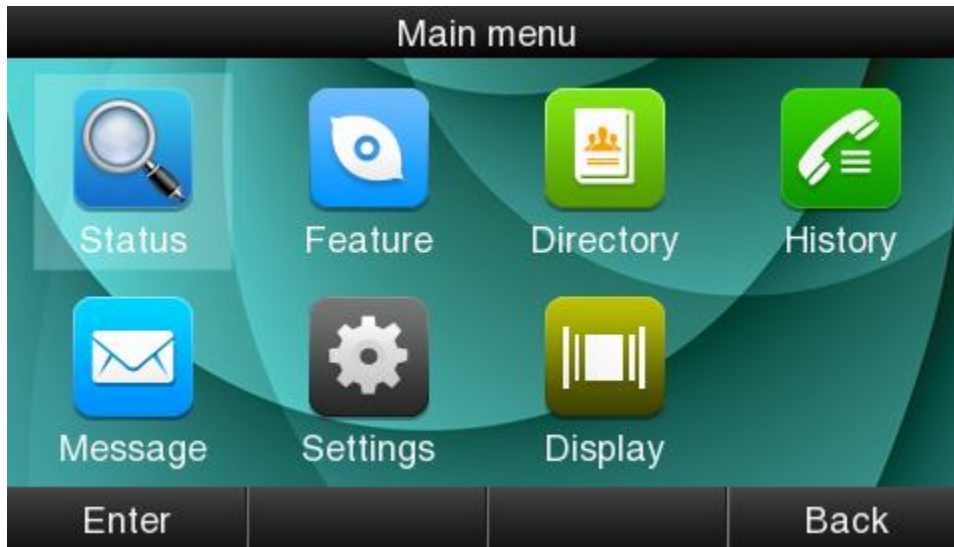 Main menu
Status Feature Directory History
Message Settings Display
Enter Back